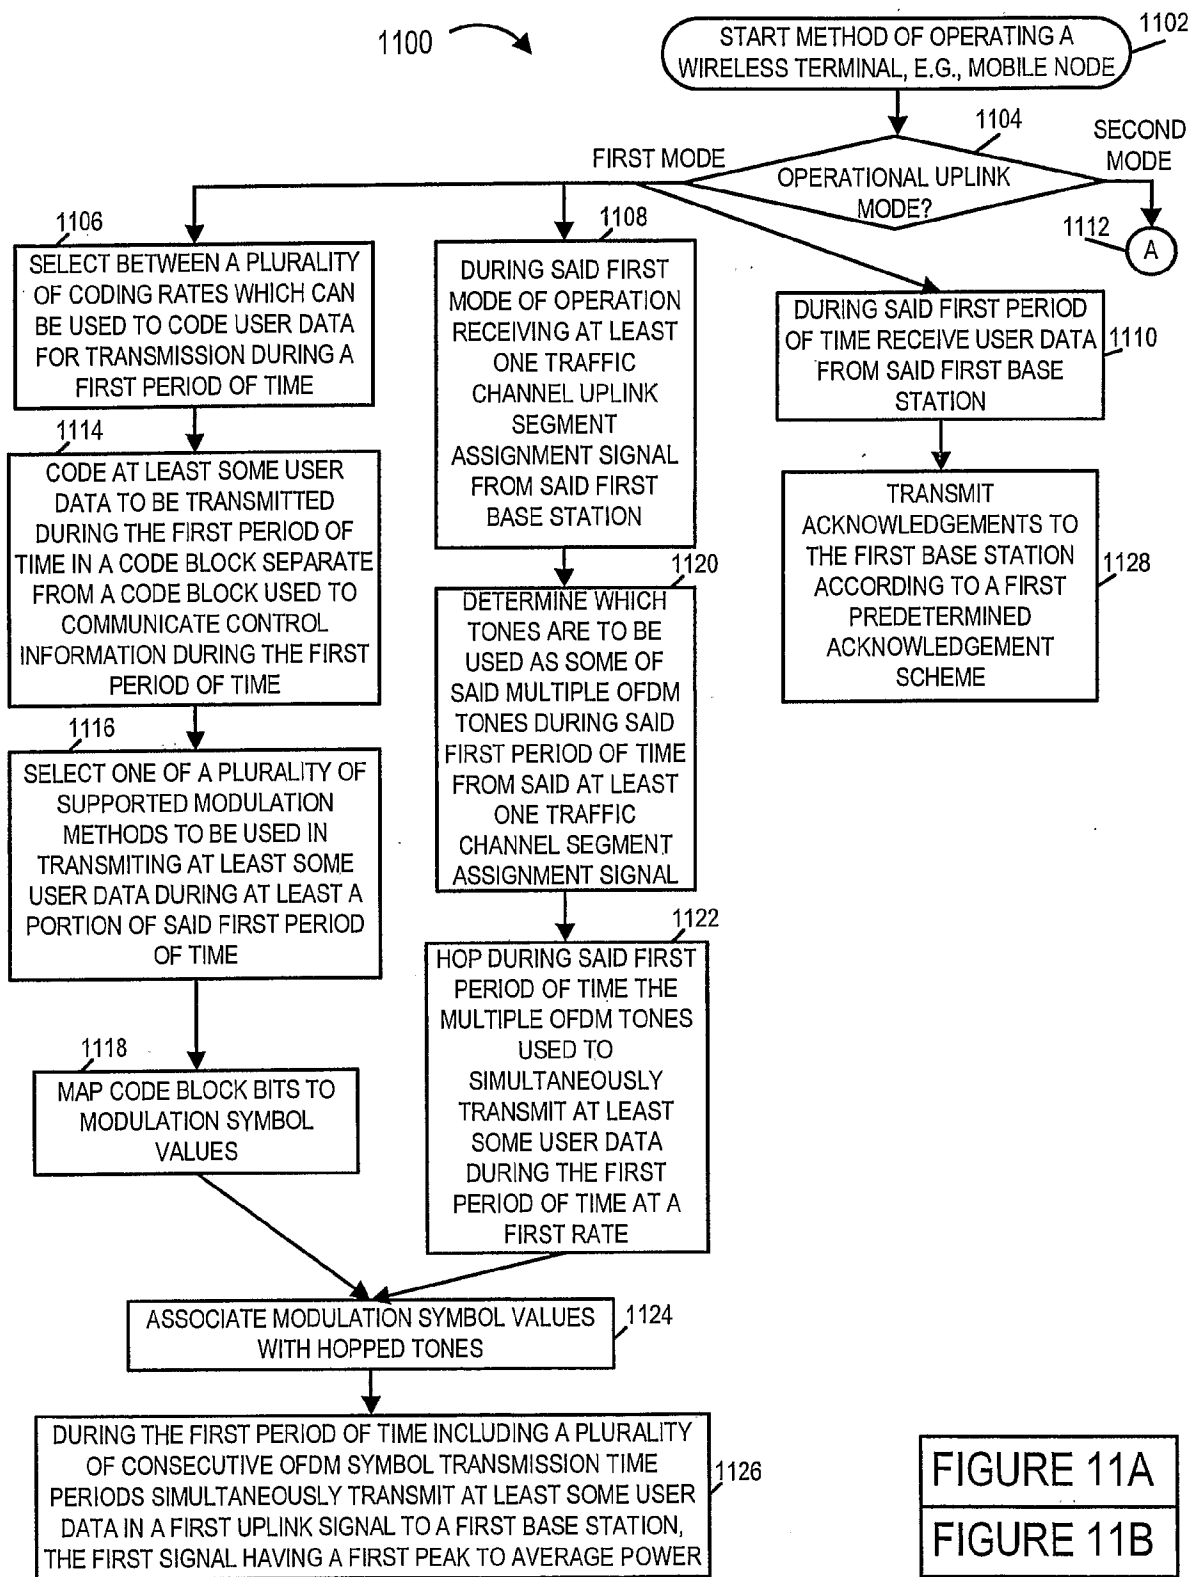 1100
START METHOD OF OPERATING A
WIRELESS TERMINAL, E.G., MOBILE NODE
1102
1104
FIRST MODE
OPERATIONAL UPLINK
MODE?
SECOND
MODE
1112
A
1106
SELECT BETWEEN A PLURALITY
OF CODING RATES WHICH CAN
BE USED TO CODE USER DATA
FOR TRANSMISSION DURING A
FIRST PERIOD OF TIME
1108
DURING SAID FIRST
MODE OF OPERATION
RECEIVING AT LEAST
ONE TRAFFIC
CHANNEL UPLINK
SEGMENT
ASSIGNMENT SIGNAL
FROM SAID FIRST
BASE STATION
DURING SAID FIRST PERIOD
OF TIME RECEIVE USER DATA
FROM SAID FIRST BASE
STATION
1110
1114
CODE AT LEAST SOME USER
DATA TO BE TRANSMITTED
DURING THE FIRST PERIOD OF
TIME IN A CODE BLOCK SEPARATE
FROM A CODE BLOCK USED TO
COMMUNICATE CONTROL
INFORMATION DURING THE FIRST
PERIOD OF TIME
TRANSMIT
ACKNOWLEDGEMENTS TO
THE FIRST BASE STATION
ACCORDING TO A FIRST
PREDETERMINED
ACKNOWLEDGEMENT
SCHEME
1128
1120
DETERMINE WHICH
TONES ARE TO BE
USED AS SOME OF
SAID MULTIPLE OFDM
TONES DURING SAID
FIRST PERIOD OF TIME
FROM SAID AT LEAST
ONE TRAFFIC
CHANNEL SEGMENT
ASSIGNMENT SIGNAL
1116
SELECT ONE OF A PLURALITY OF
SUPPORTED MODULATION
METHODS TO BE USED IN
TRANSMITING AT LEAST SOME
USER DATA DURING AT LEAST A
PORTION OF SAID FIRST PERIOD
OF TIME
1122
HOP DURING SAID FIRST
PERIOD OF TIME THE
MULTIPLE OFDM TONES
USED TO
SIMULTANEOUSLY
TRANSMIT AT LEAST
SOME USER DATA
DURING THE FIRST
PERIOD OF TIME AT A
FIRST RATE
1118
MAP CODE BLOCK BITS TO
MODULATION SYMBOL
VALUES
ASSOCIATE MODULATION SYMBOL VALUES
WITH HOPPED TONES
1124
DURING THE FIRST PERIOD OF TIME INCLUDING A PLURALITY
OF CONSECUTIVE OFDM SYMBOL TRANSMISSION TIME
PERIODS SIMULTANEOUSLY TRANSMIT AT LEAST SOME USER
DATA IN A FIRST UPLINK SIGNAL TO A FIRST BASE STATION,
THE FIRST SIGNAL HAVING A FIRST PEAK TO AVERAGE POWER
1126
FIGURE 11A
FIGURE 11B